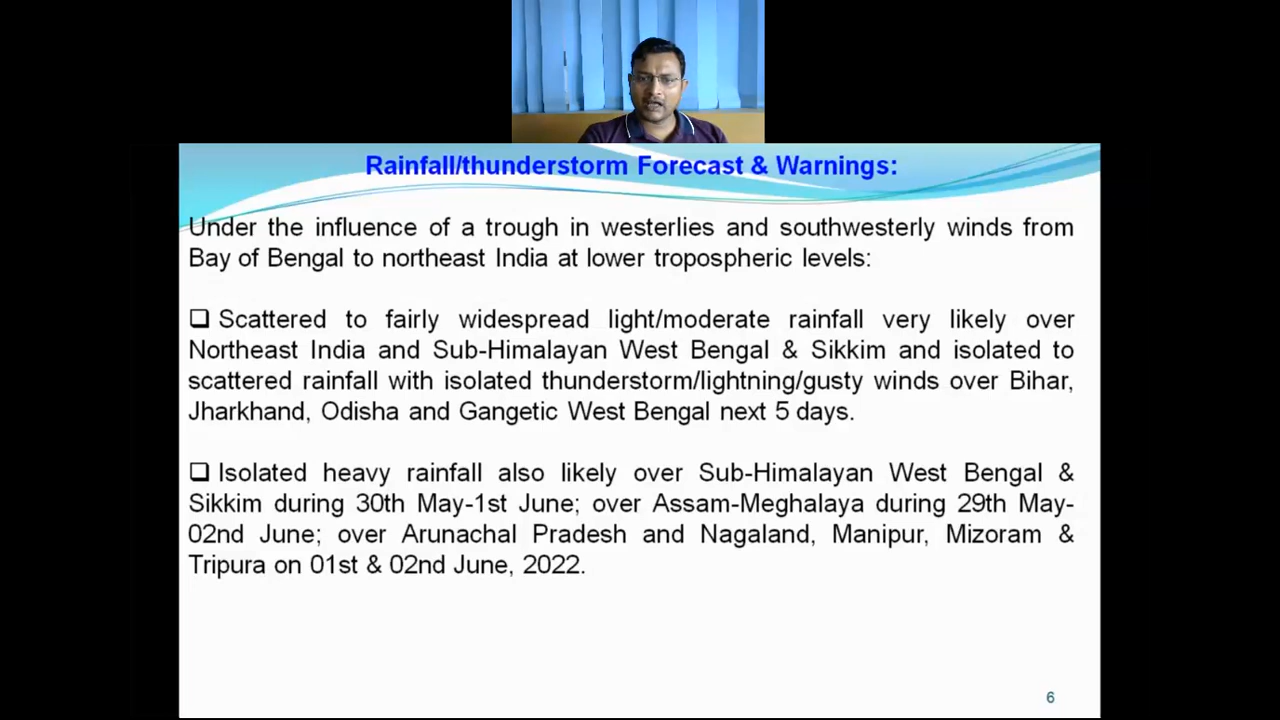 Rainfall/thunderstorm Forecast & Warnings:
Under the influence of a trough in westerlies and southwesterly winds from
Bay of Bengal to northeast India at lower tropospheric levels:
❑ Scattered to fairly widespread light/moderate rainfall very likely over
Northeast India and Sub-Himalayan West Bengal & Sikkim and isolated to
scattered rainfall with isolated thunderstorm/lightning/gusty winds over Bihar,
Jharkhand, Odisha and Gangetic West Bengal next 5 days.
❑ Isolated heavy rainfall also likely over Sub-Himalayan West Bengal &
Sikkim during 30th May-1st June; over Assam-Meghalaya during 29th May-
02nd June; over Arunachal Pradesh and Nagaland, Manipur, Mizoram &
Tripura on 01st & 02nd June, 2022.
6